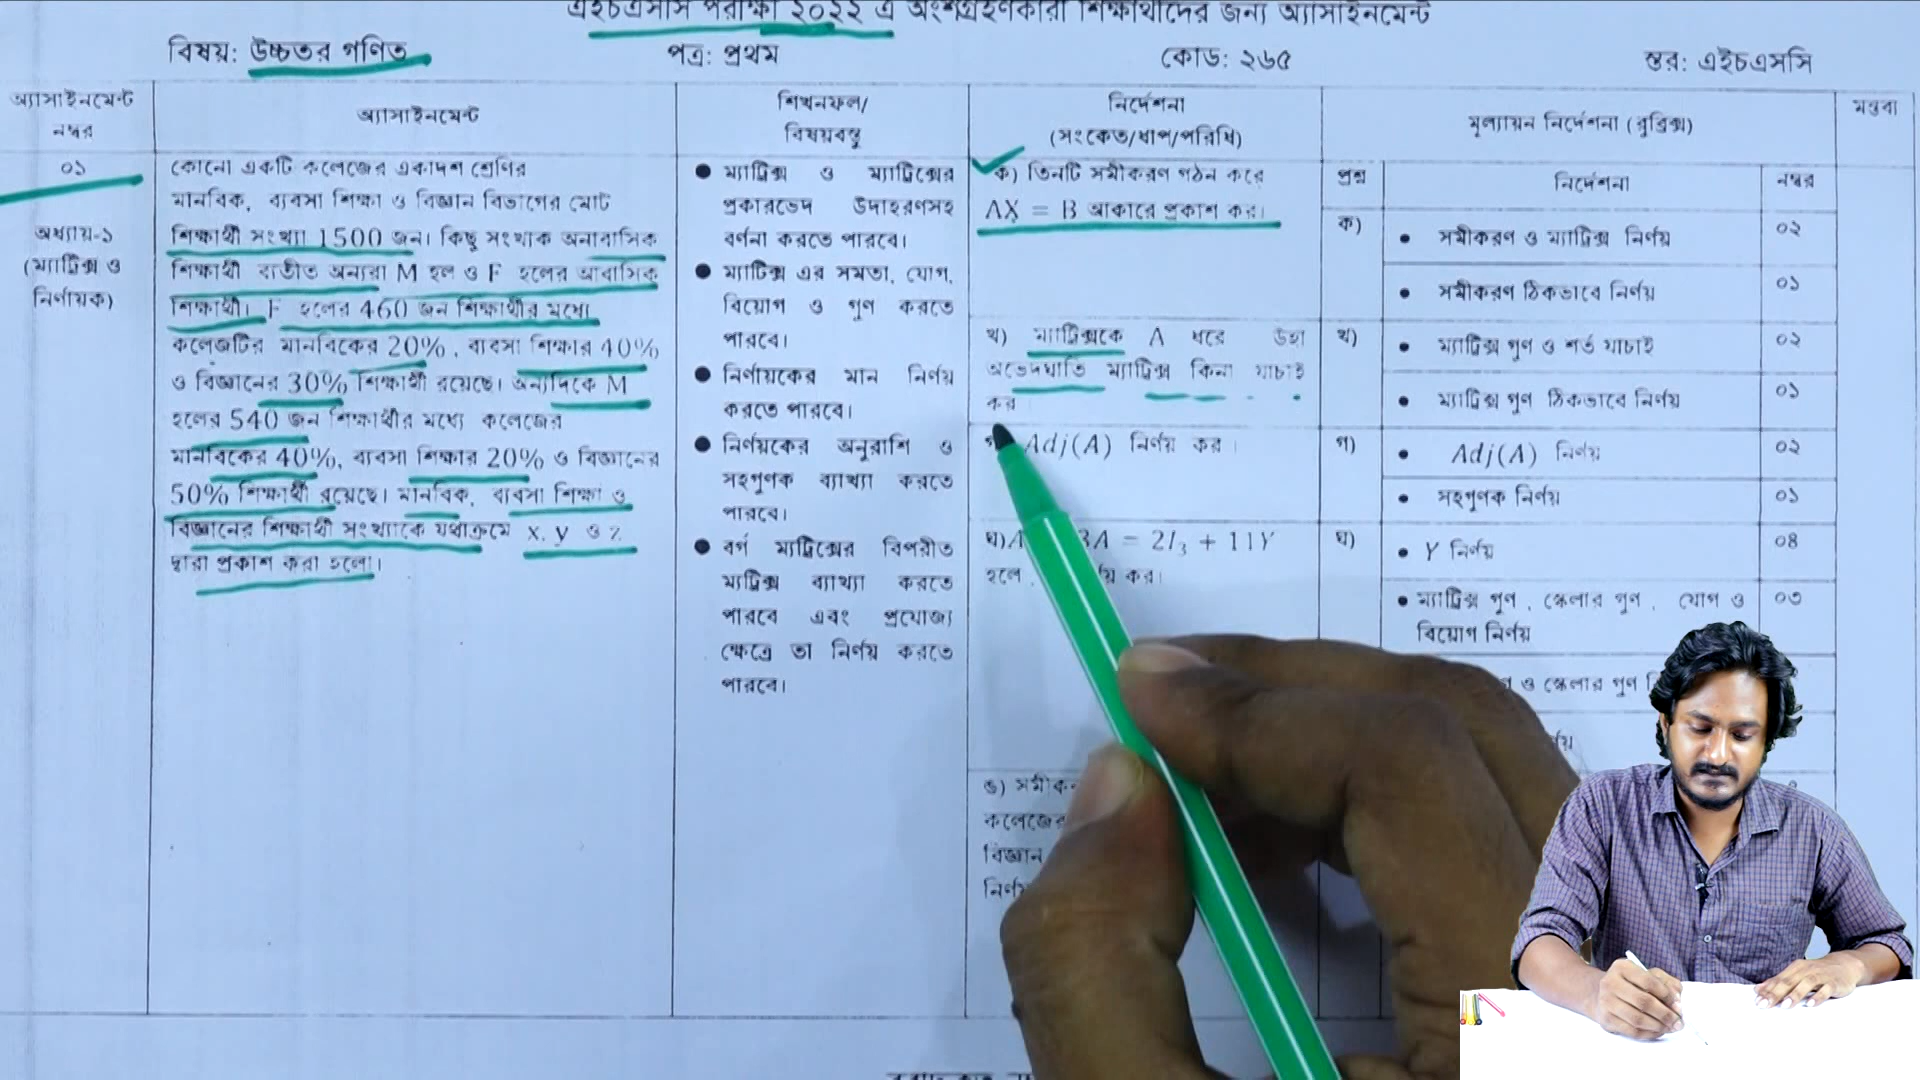 এইচএসসি পরীক্ষা ২০২২ এ অংশগ্রহণকারী শিক্ষার্থীদের জন্য অ্যাসাইনমেন্ট
বিষয়: উচ্চতর গণিত পত্র: প্রথম কোড: ২৬৫ স্তর: এইচএসসি
অ্যাসাইনমেন্ট
নম্বর
অ্যাসাইনমেন্ট
শিখনফল/
বিষয়বস্তু
নির্দেশনা
(সংকেত/ধাপ/পরিধি)
মূল্যায়ন নির্দেশনা (রুব্রিক্স)
মন্তব্য
০১
অধ্যায়-১
(ম্যাট্রিক্স ও
নির্ণায়ক)
কোনো একটি কলেজের একাদশ শ্রেণির
মানবিক, ব্যবসা শিক্ষা ও বিজ্ঞান বিভাগের মোট
শিক্ষার্থী সংখ্যা 1500 জন। কিছু সংখ্যক অনাবাসিক
শিক্ষার্থী ব্যতীত অন্যরা M হল ও F হলের আবাসিক
শিক্ষার্থী। F হলের 460 জন শিক্ষার্থীর মধ্যে
কলেজটির মানবিকের 20%, ব্যবসা শিক্ষার 40%
ও বিজ্ঞানের 30% শিক্ষার্থী রয়েছে। অন্যদিকে M
হলের 540 জন শিক্ষার্থীর মধ্যে কলেজের
মানবিকের 40%, ব্যবসা শিক্ষার 20% ও বিজ্ঞানের
50% শিক্ষার্থী রয়েছে। মানবিক, ব্যবসা শিক্ষা ও
বিজ্ঞানের শিক্ষার্থী সংখ্যাকে যথাক্রমে x, y ও z
দ্বারা প্রকাশ করা হলো।
● ম্যাট্রিক্স ও ম্যাট্রিক্সের
প্রকারভেদ উদাহরণসহ
বর্ণনা করতে পারবে।
● ম্যাট্রিক্স এর সমতা, যোগ,
বিয়োগ ও গুণ করতে
পারবে।
● নির্ণায়কের মান নির্ণয়
করতে পারবে।
● নির্ণয়কের অনুরাশি ও
সহগুণক ব্যাখ্যা করতে
পারবে।
● বর্গ ম্যাট্রিক্সের বিপরীত
ম্যট্রিক্স ব্যাখ্যা করতে
পারবে এবং প্রযোজ্য
ক্ষেত্রে তা নির্ণয় করতে
পারবে।
ক) তিনটি সমীকরণ গঠন করে
AX = B আকারে প্রকাশ কর।
খ) ম্যাট্রিক্সকে A ধরে উহা
অভেদঘাতি ম্যাট্রিক্স কিনা যাচাই
কর
গ Adj(A) নির্ণয় কর।
ঘ) A 3A = 2I₃ + 11Y
হলে, কর।
ঙ)
কলেজের
বিজ্ঞান
প্রশ্ন নির্দেশনা নম্বর
ক) • সমীকরণ ও ম্যাট্রিক্স নির্ণয় ০২
• সমীকরণ ঠিকভাবে নির্ণয় ০১
খ) • ম্যাট্রিক্স গুণ ও শর্ত যাচাই ০২
• ম্যাট্রিক্স গুণ ঠিকভাবে নির্ণয় ০১
গ) • Adj(A) নির্ণয় ০২
• সহগুণক নির্ণয় ০১
ঘ) • Y নির্ণয় ০৪
• ম্যাট্রিক্স গুণ, স্কেলার গুণ, যোগ ও ০৩
বিয়োগ নির্ণয়
ও স্কেলার গুণ